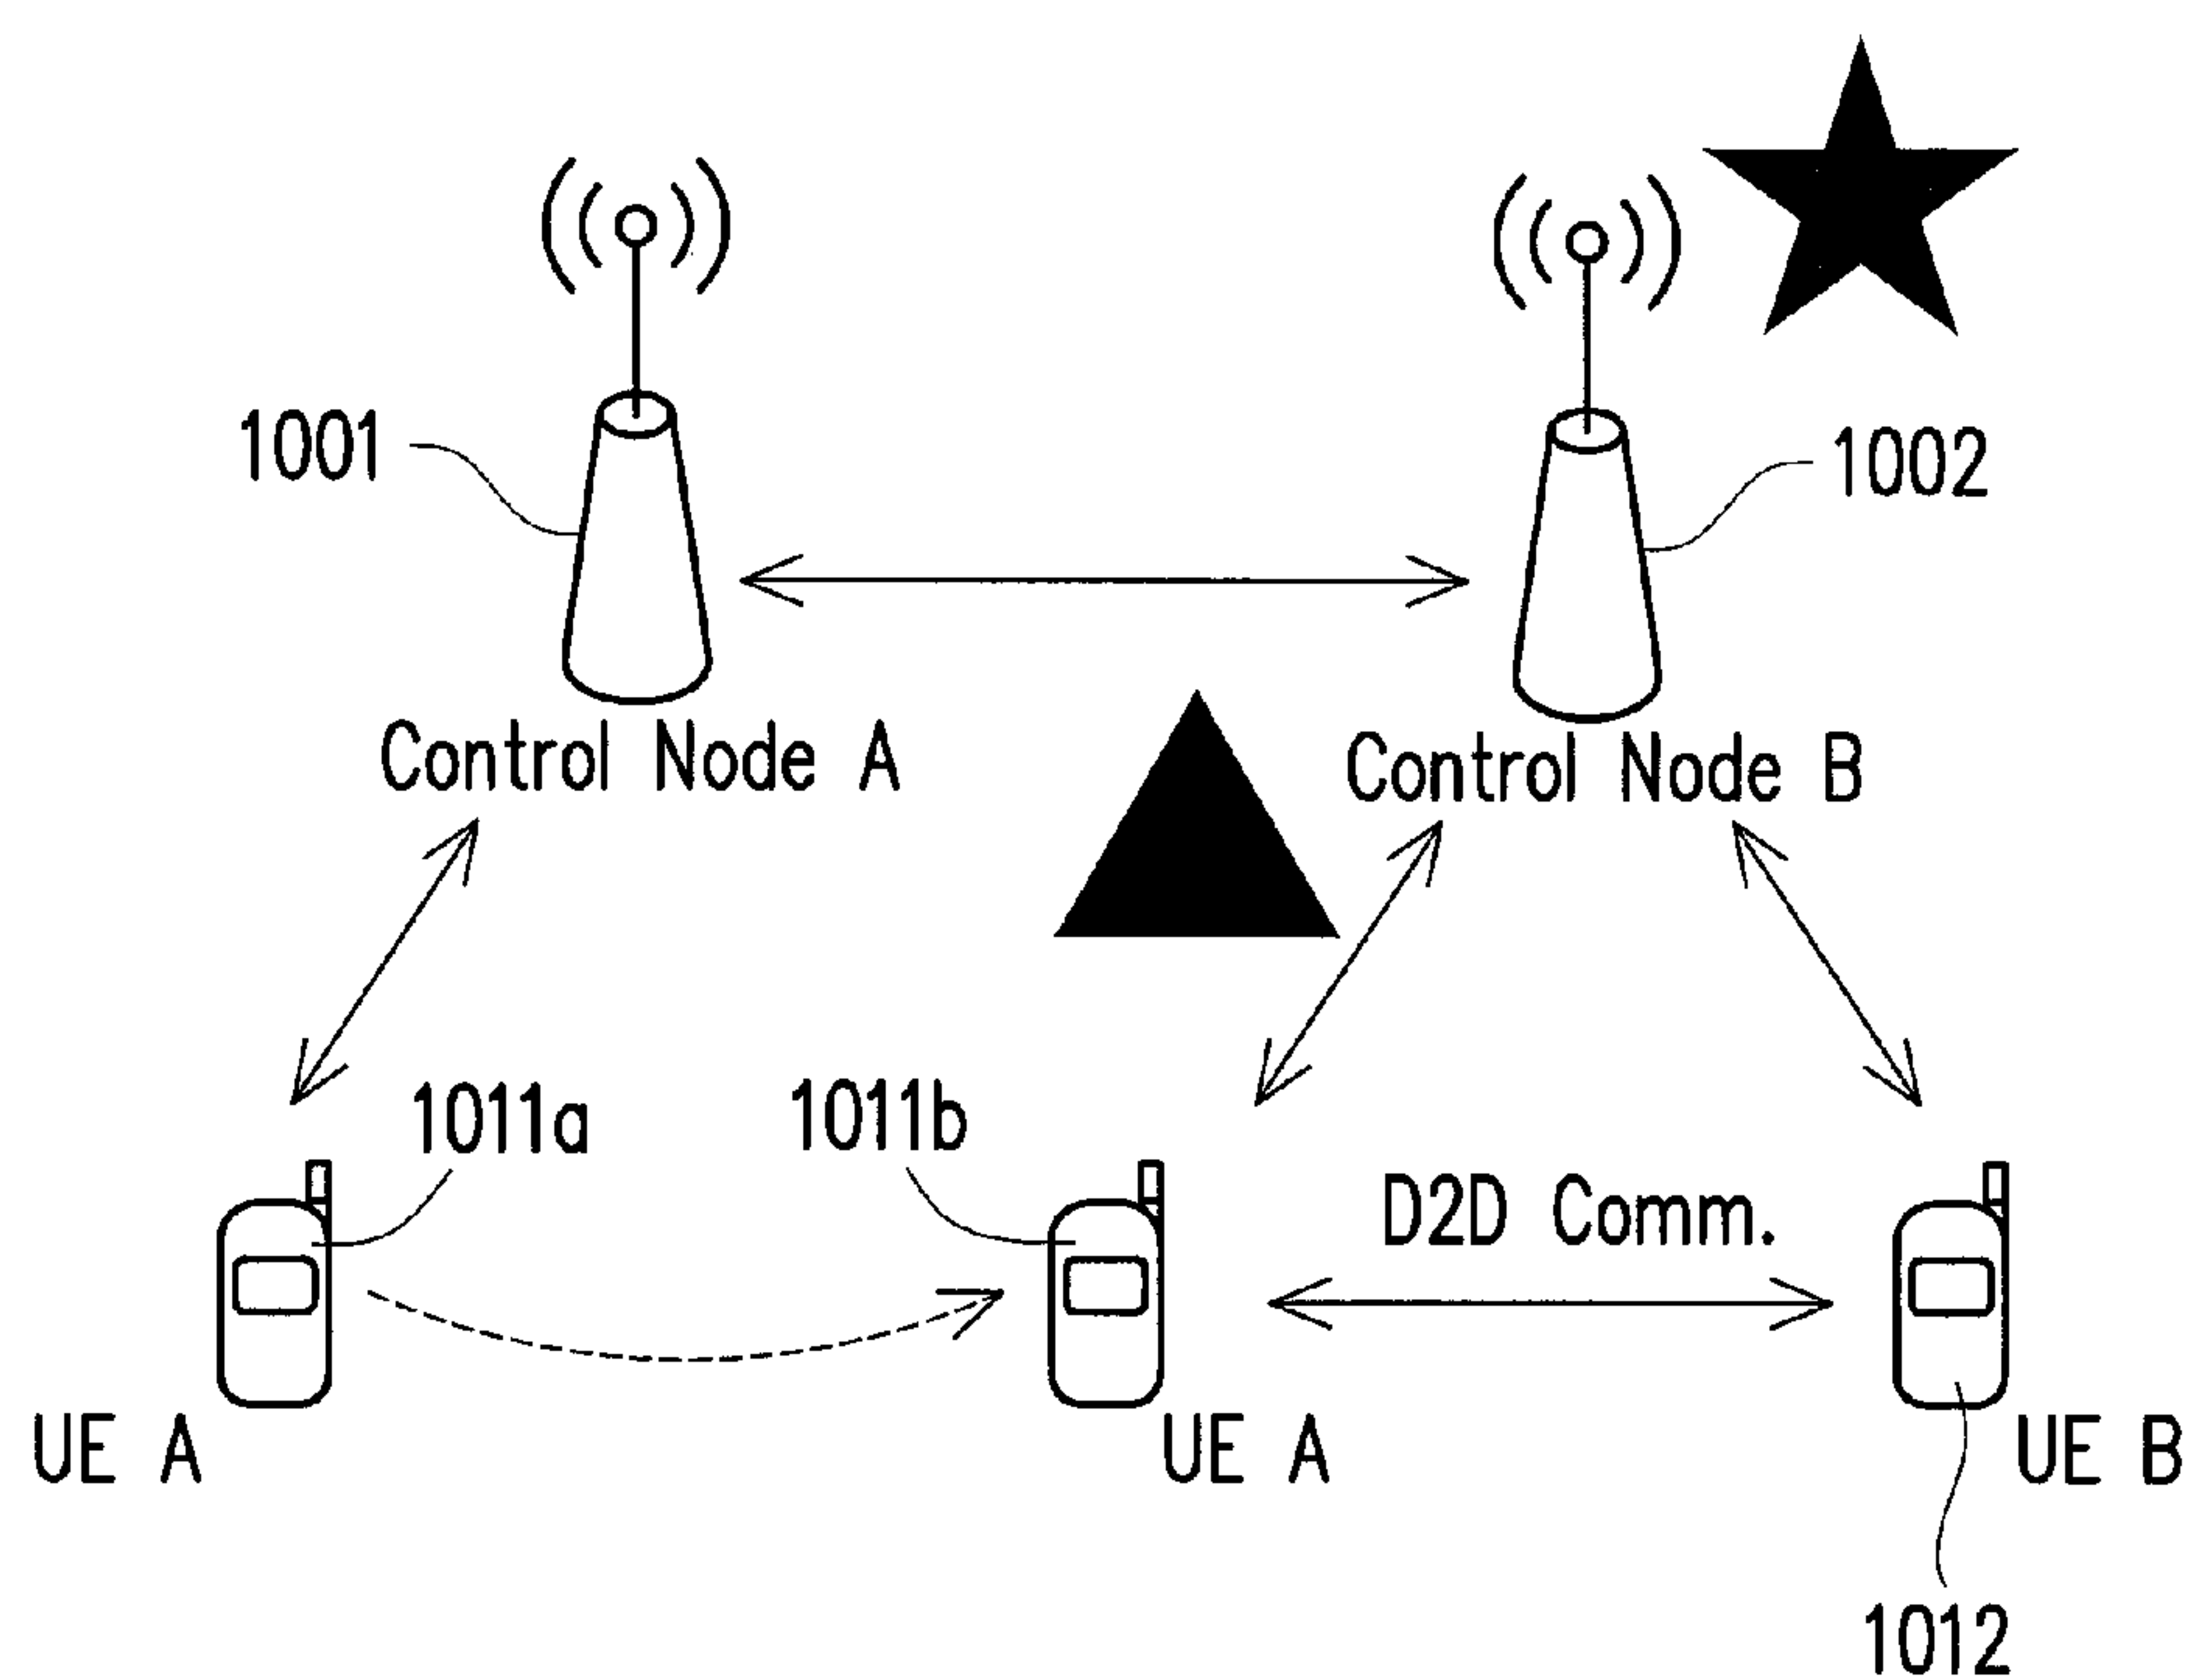 1001
1002
Control Node A
Control Node B
1011a
1011b
D2D Comm.
UE A
UE A
UE B
1012